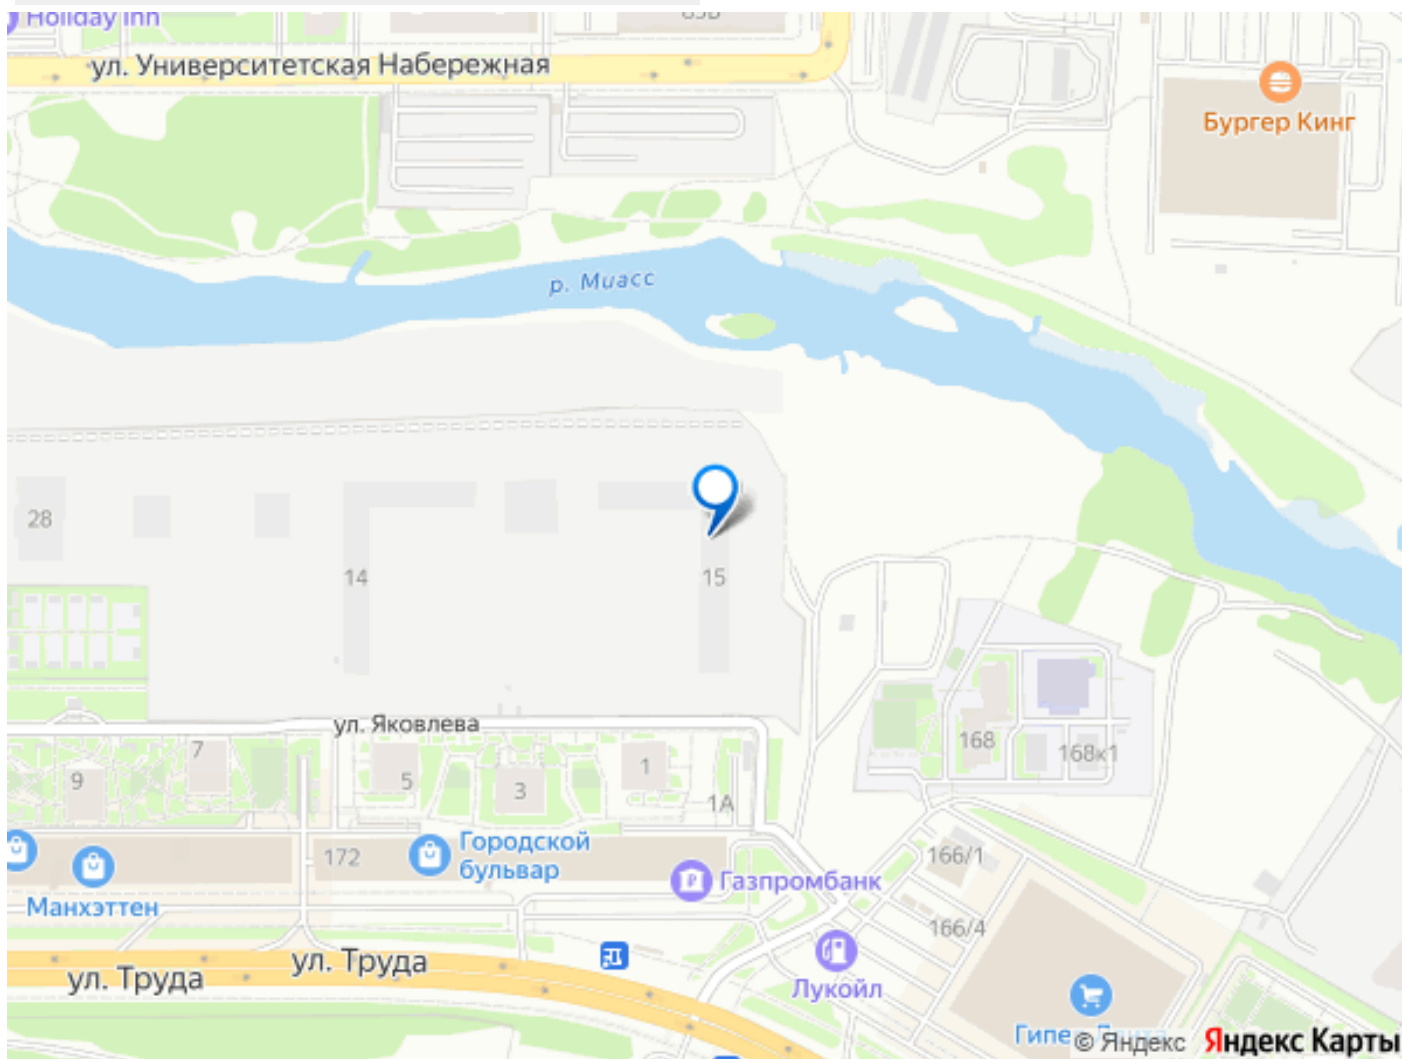 Holiday Inn
85В
ул. Университетская Набережная
Бургер Кинг
р. Миасс
28
14
15
ул. Яковлева
7
9
5
3
1
1А
168
168к1
172
Городской
бульвар
166/1
Газпромбанк
Манхэттен
166/4
ул. Труда
ул. Труда
Лукойл
© Яндекс Яндекс Карты